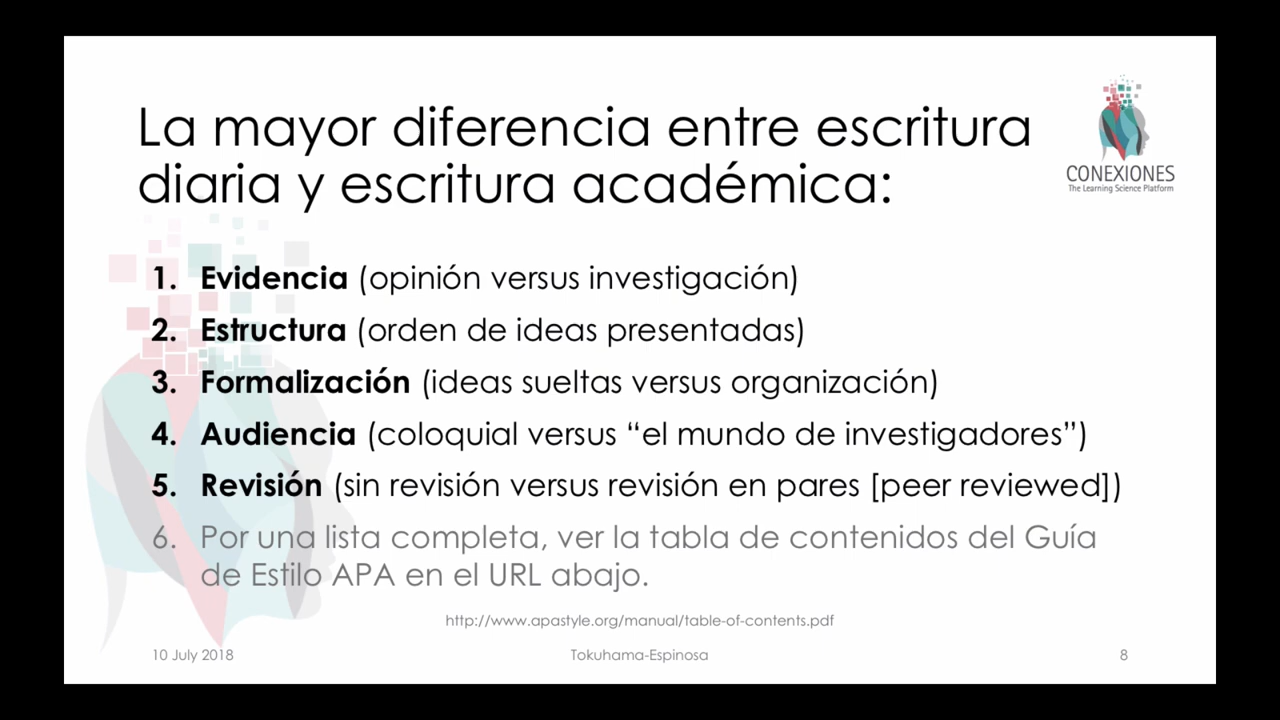 La mayor diferencia entre escritura
diaria y escritura académica:
CONEXIONES
The Learning Science Platform
1. Evidencia (opinión versus investigación)
2. Estructura (orden de ideas presentadas)
3. Formalización (ideas sueltas versus organización)
4. Audiencia (coloquial versus “el mundo de investigadores”)
5. Revisión (sin revisión versus revisión en pares [peer reviewed])
6. Por una lista completa, ver la tabla de contenidos del Guía
de Estilo APA en el URL abajo.
http://www.apastyle.org/manual/table-of-contents.pdf
10 July 2018
Tokuhama-Espinosa
8